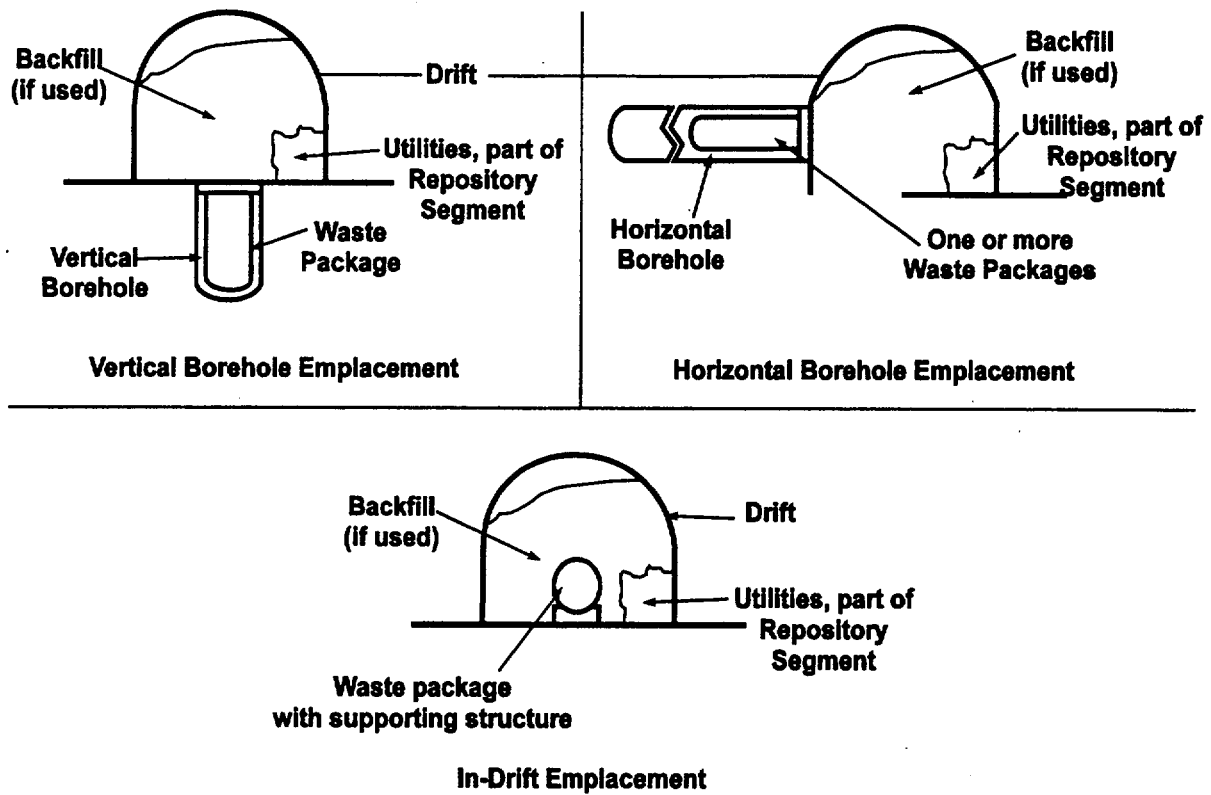 Backfill
(if used)
Drift
Utilities, part of
Repository
Segment
Waste
Package
Vertical
Borehole
Vertical Borehole Emplacement
Backfill
(if used)
Utilities, part of
Repository
Segment
Horizontal
Borehole
One or more
Waste Packages
Horizontal Borehole Emplacement
Backfill
(if used)
Drift
Utilities, part of
Repository
Segment
Waste package
with supporting structure
In-Drift Emplacement